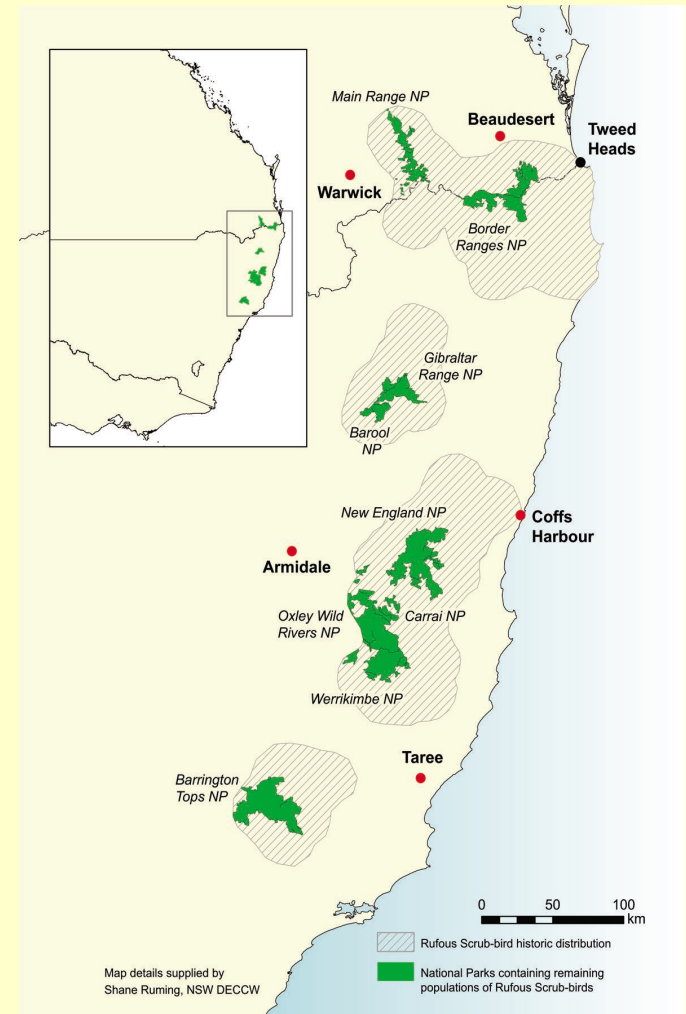 Main Range NP
Beaudesert
Tweed
Heads
Warwick
Border
Ranges NP
Gibraltar
Range NP
Barool
NP
New England NP
Coffs
Harbour
Armidale
Oxley Wild
Rivers NP
Carrai NP
Werrikimbe NP
Taree
Barrington
Tops NP
0 50 100
km
Rufous Scrub-bird historic distribution
National Parks containing remaining
populations of Rufous Scrub-birds
Map details supplied by
Shane Ruming, NSW DECCW